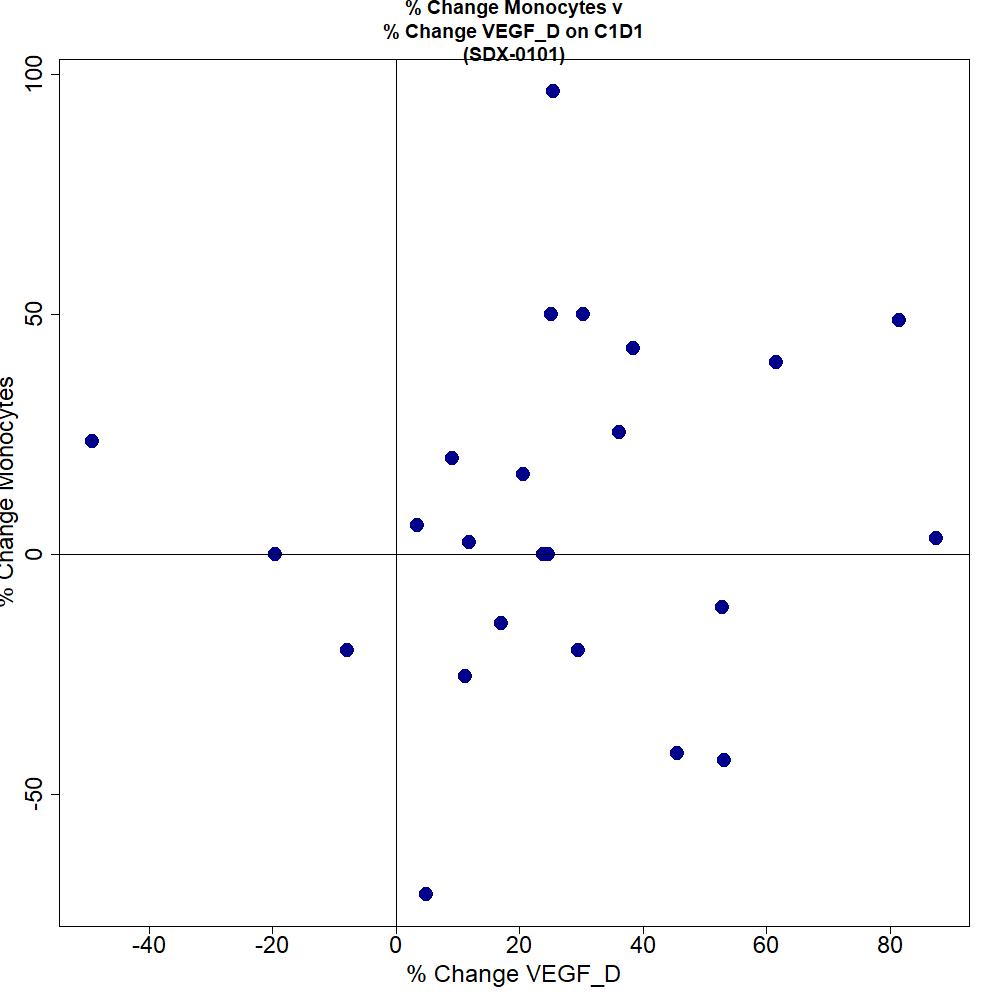 % Change Monocytes v
% Change VEGF_D on C1D1
(SDX-0101)
100
50
0
-50
% Change Monocytes
-40
-20
0
20
40
60
80
% Change VEGF_D